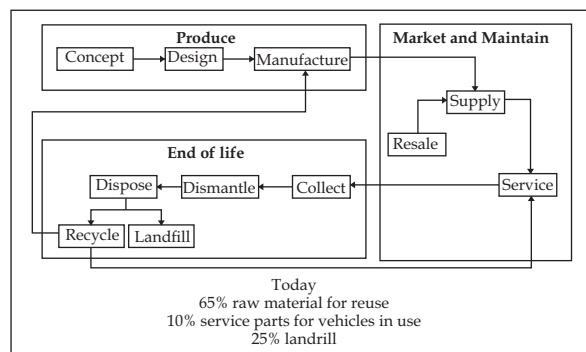 Produce
Market and Maintain
Concept
Design
Manufacture
Supply
Resale
End of life
Dispose
Dismantle
Collect
Service
Recycle
Landfill
Today
65% raw material for reuse
10% service parts for vehicles in use
25% landrill